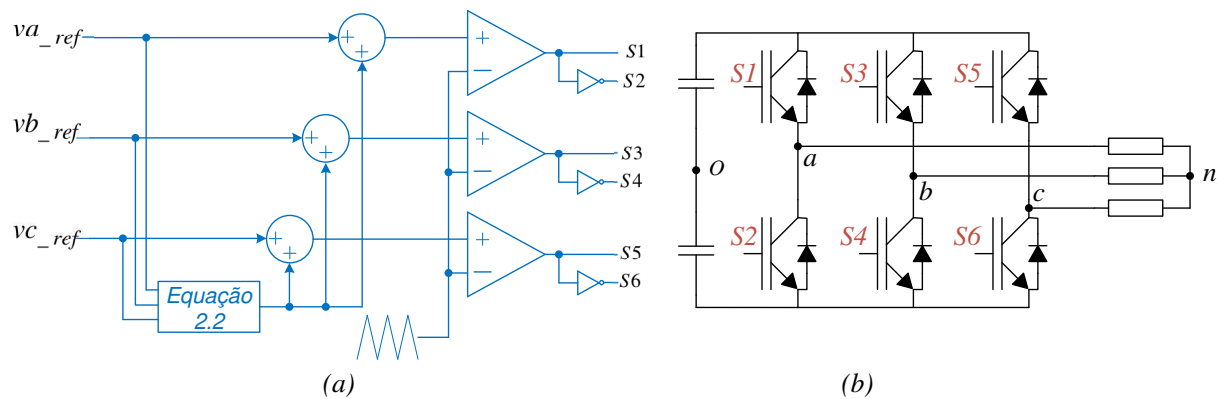 va_ref
S1
S2
vb_ref
S3
S4
vc_ref
S5
S6
Equação
2.2
(a)
S1
S3
S5
a
O
b
c
n
S2
S4
S6
(b)